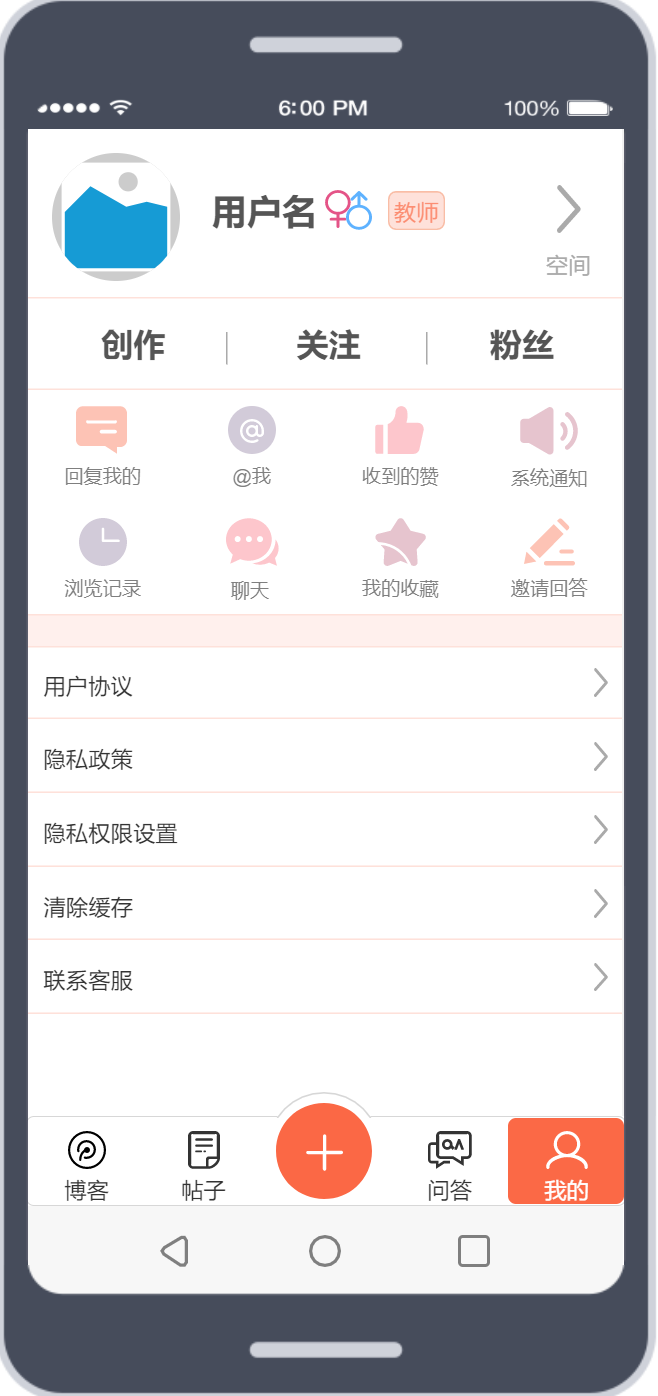 6:00 PM 100%
用户名 教师
空间
创作 关注 粉丝
回复我的 @我 收到的赞 系统通知
浏览记录 聊天 我的收藏 邀请回答
用户协议
隐私政策
隐私权限设置
清除缓存
联系客服
博客 帖子 问答 我的